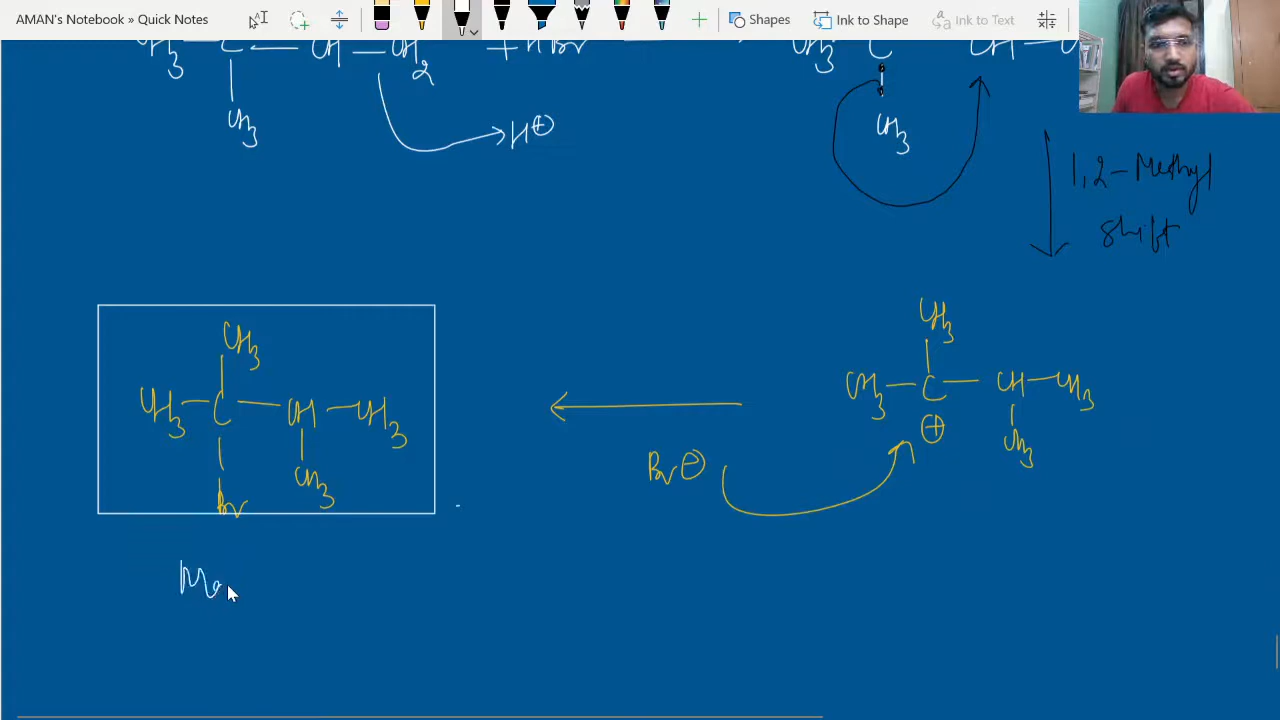 AMAN's Notebook » Quick Notes
Shapes
Ink to Shape
Ink to Text
CH3 — C — CH — CH2 + HBr
CH3 C CH —
CH3
H⊕
CH3
1,2-Methyl
shift
CH3
CH3 — C — CH — CH3
CH3
Br
CH3
CH3 — C — CH — CH3
⊕
CH3
Br⊖